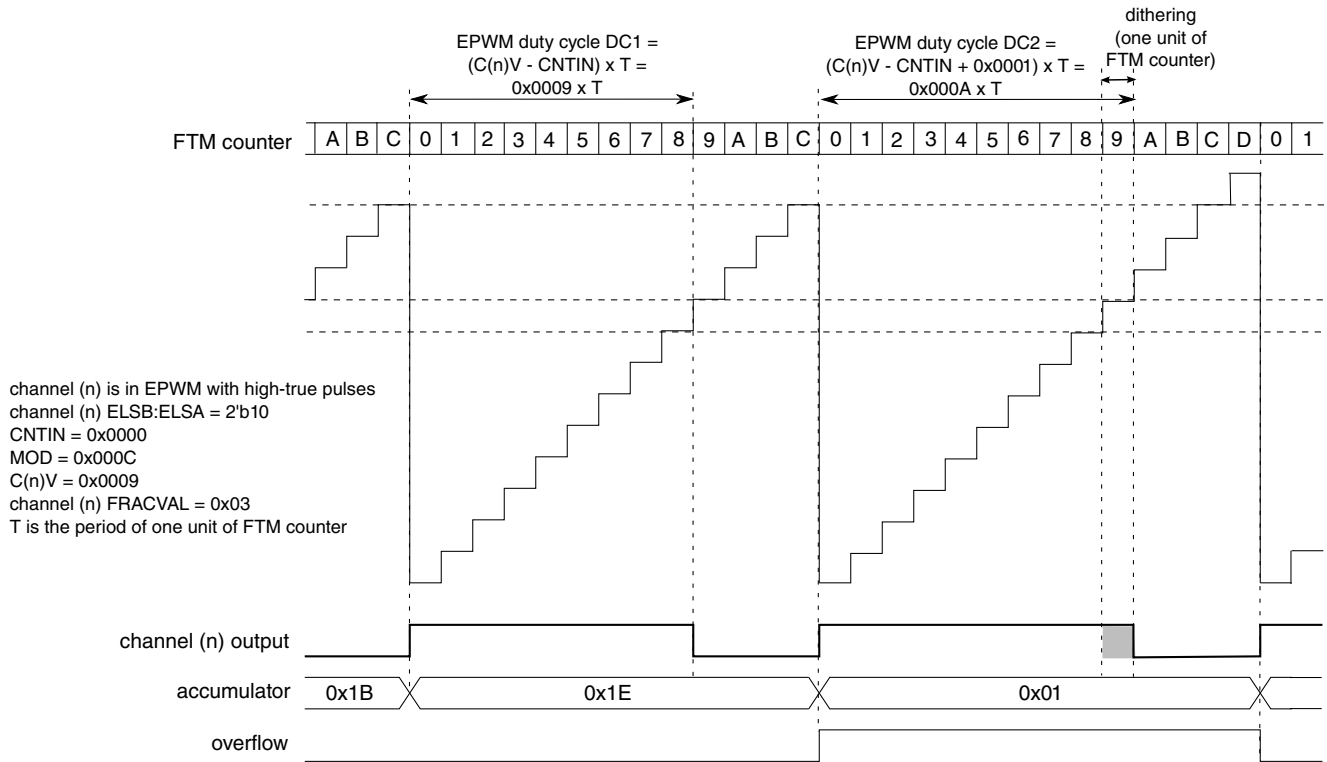 dithering
(one unit of
FTM counter)
EPWM duty cycle DC1 =
(C(n)V - CNTIN) x T =
0x0009 x T
EPWM duty cycle DC2 =
(C(n)V - CNTIN + 0x0001) x T =
0x000A x T
FTM counter A B C 0 1 2 3 4 5 6 7 8 9 A B C 0 1 2 3 4 5 6 7 8 9 A B C D 0 1
channel (n) is in EPWM with high-true pulses
channel (n) ELSB:ELSA = 2'b10
CNTIN = 0x0000
MOD = 0x000C
C(n)V = 0x0009
channel (n) FRACVAL = 0x03
T is the period of one unit of FTM counter
channel (n) output
accumulator 0x1B 0x1E 0x01
overflow